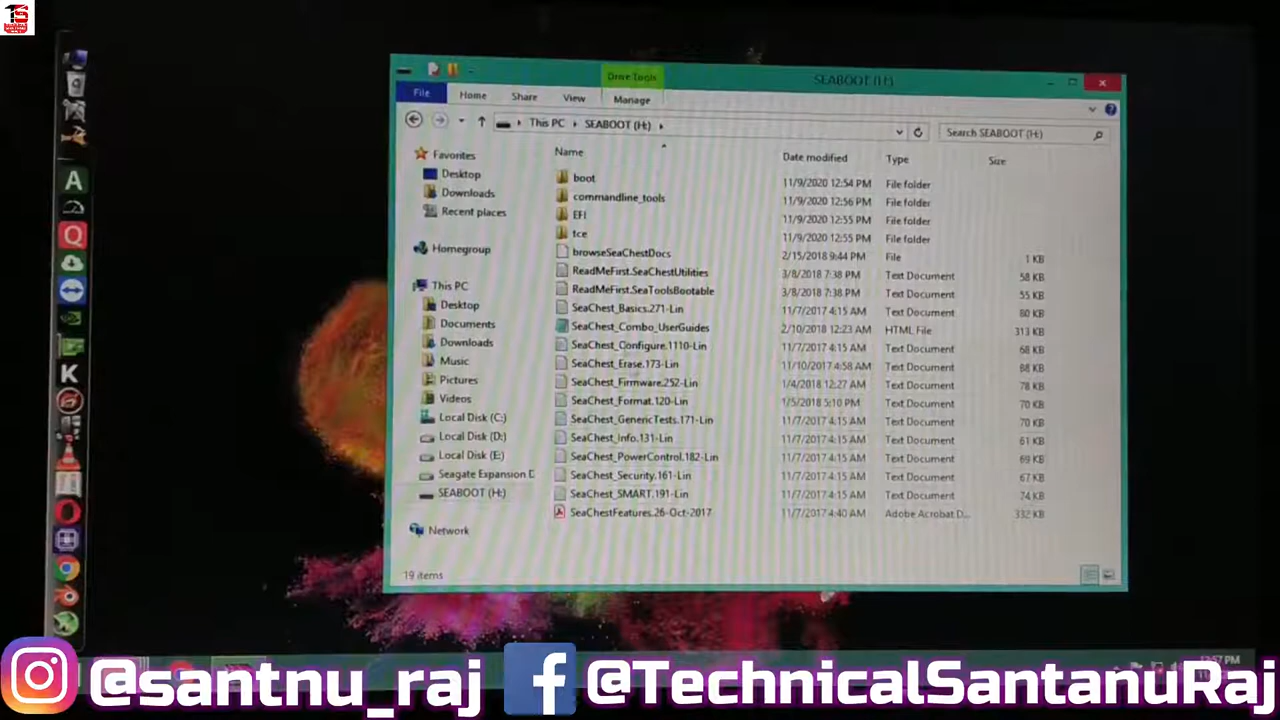 TS
Drive Tools
SEABOOT (H:)
File
Home
Share
View
Manage
This PC
SEABOOT (H:)
Search SEABOOT (H:)
Name
Date modified
Type
Size
boot 11/9/2020 12:54 PM File folder
commandline_tools 11/9/2020 12:56 PM File folder
EFI 11/9/2020 12:55 PM File folder
tce 11/9/2020 12:55 PM File folder
browseSeaChestDocs 2/15/2018 9:44 PM File 1 KB
ReadMeFirst.SeaChestUtilities 3/8/2018 7:38 PM Text Document 58 KB
ReadMeFirst.SeaToolsBootable 3/8/2018 7:38 PM Text Document 55 KB
SeaChest_Basics.271-Lin 11/7/2017 4:15 AM Text Document 80 KB
SeaChest_Combo_UserGuides 2/10/2018 12:23 AM HTML File 313 KB
SeaChest_Configure.1110-Lin 11/7/2017 4:15 AM Text Document 68 KB
SeaChest_Erase.173-Lin 11/10/2017 4:58 AM Text Document 88 KB
SeaChest_Firmware.252-Lin 1/4/2018 12:27 AM Text Document 78 KB
SeaChest_Format.120-Lin 1/5/2018 5:10 PM Text Document 70 KB
SeaChest_GenericTests.171-Lin 11/7/2017 4:15 AM Text Document 70 KB
SeaChest_Info.131-Lin 11/7/2017 4:15 AM Text Document 61 KB
SeaChest_PowerControl.182-Lin 11/7/2017 4:15 AM Text Document 69 KB
SeaChest_Security.161-Lin 11/7/2017 4:15 AM Text Document 67 KB
SeaChest_SMART.191-Lin 11/7/2017 4:15 AM Text Document 74 KB
SeaChestFeatures.26-Oct-2017 11/7/2017 4:40 AM Adobe Acrobat D... 332 KB
Favorites
Desktop
Downloads
Recent places
Homegroup
This PC
Desktop
Documents
Downloads
Music
Pictures
Videos
Local Disk (C:)
Local Disk (D:)
Local Disk (E:)
Seagate Expansion D
SEABOOT (H:)
Network
19 items
A
Q
K
@santnu_raj
f @TechnicalSantanuRaj